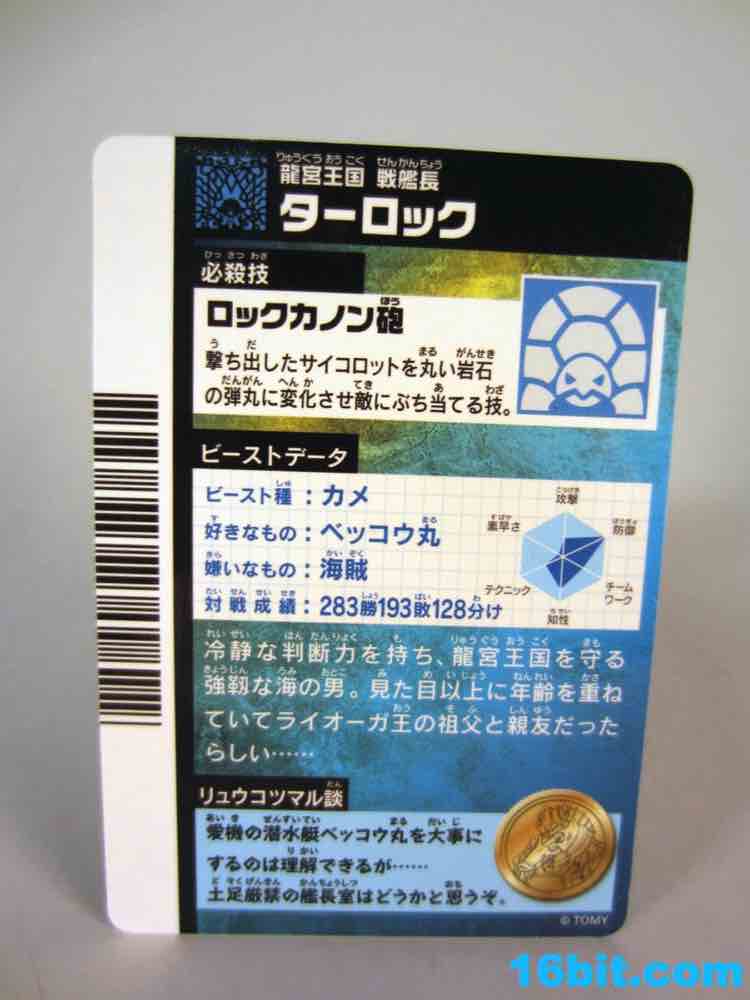 龍宮王国 戦艦長
ターロック
必殺技
ロックカノン砲
撃ち出したサイコロットを丸い岩石
の弾丸に変化させ敵にぶち当てる技。
ビーストデータ
ビースト種：カメ
好きなもの：ベッコウ丸
嫌いなもの：海賊
対戦成績：283勝193敗128分け
攻撃
防御
チーム
ワーク
知性
テクニック
素早さ
冷静な判断力を持ち、龍宮王国を守る
強靱な海の男。見た目以上に年齢を重ね
ていてライオーガ王の祖父と親友だった
らしい……
リュウコツマル談
愛機の潜水艇ベッコウ丸を大事に
するのは理解できるが……
土足厳禁の艦長室はどうかと思うぞ。
© TOMY
16bit.com